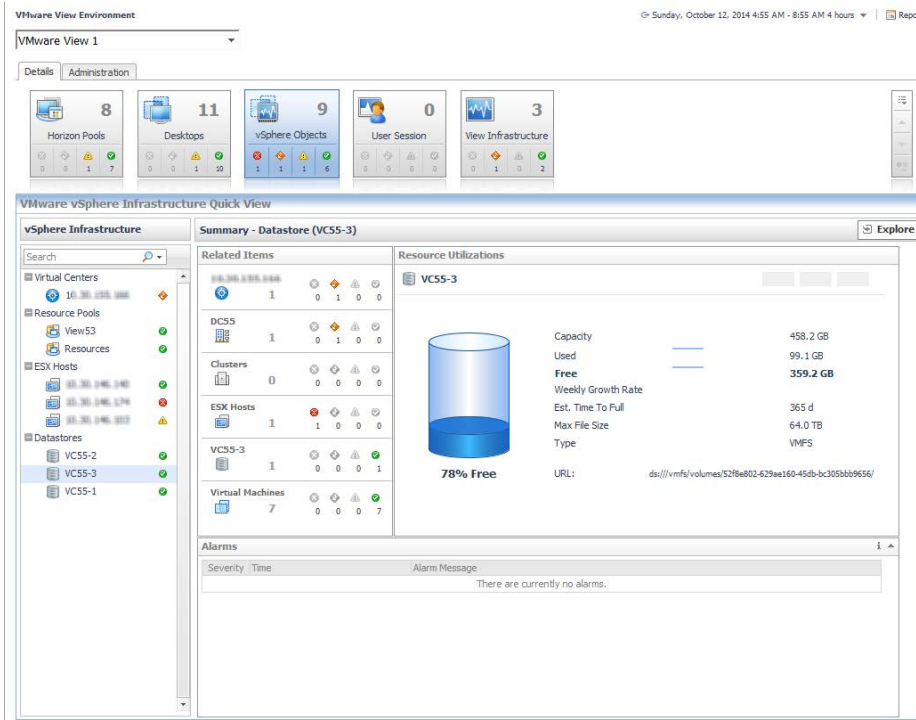 VMware View Environment
Sunday, October 12, 2014 4:55 AM - 8:55 AM 4 hours
Repo
VMware View 1
Details Administration
8 11 9 0 3
Horizon Pools Desktops vSphere Objects User Session View Infrastructure
0 0 1 7 0 0 1 10 1 1 1 6 0 0 0 0 0 1 0 2
VMware vSphere Infrastructure Quick View
vSphere Infrastructure
Search
Virtual Centers
Resource Pools
View53
Resources
ESX Hosts
Datastores
VC55-2
VC55-3
VC55-1
Summary - Datastore (VC55-3)
Explore
Related Items
1 0 1 0 0
DC55
1 0 1 0 0
Clusters
0 0 0 0 0
ESX Hosts
1 1 0 0 0
VC55-3
1 0 0 0 1
Virtual Machines
7 0 0 0 7
Resource Utilizations
VC55-3
78% Free
Capacity 458.2 GB
Used 99.1 GB
Free 359.2 GB
Weekly Growth Rate
Est. Time To Full 365 d
Max File Size 64.0 TB
Type VMFS
URL: ds:///vmfs/volumes/52f8e802-629ae160-45db-bc305bbb9656/
Alarms
Severity Time Alarm Message
There are currently no alarms.